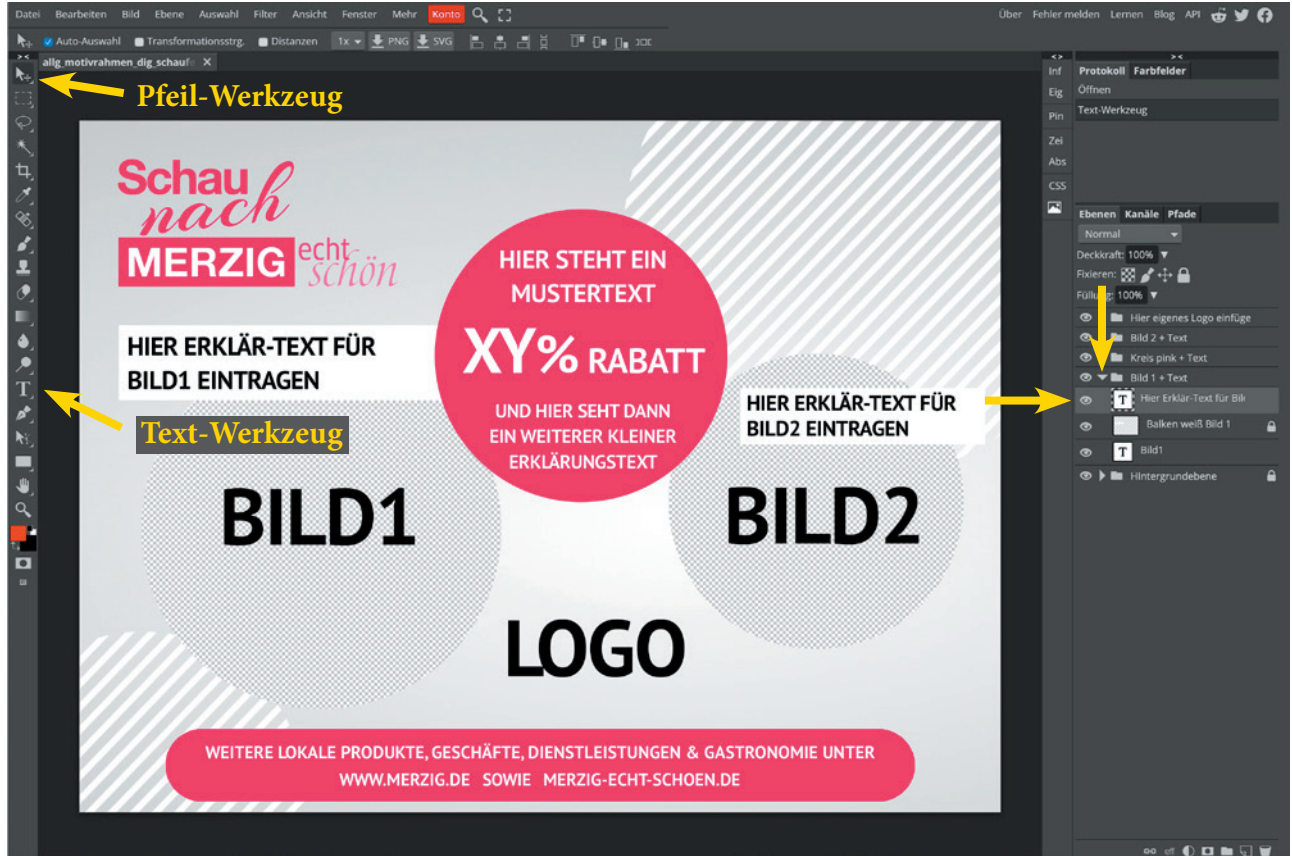 Datei Bearbeiten Bild Ebene Auswahl Filter Ansicht Fenster Mehr Konto
Über Fehler melden Lernen Blog API
Auto-Auswahl Transformationsstrg. Distanzen 1x PNG SVG
allg_motivrahmen_dig_schauf
Pfeil-Werkzeug
Text-Werkzeug
Schau
nach
MERZIG echt
schön
HIER STEHT EIN
MUSTERTEXT
XY% RABATT
UND HIER SEHT DANN
EIN WEITERER KLEINER
ERKLÄRUNGSTEXT
HIER ERKLÄR-TEXT FÜR
BILD1 EINTRAGEN
HIER ERKLÄR-TEXT FÜR
BILD2 EINTRAGEN
BILD1
BILD2
LOGO
WEITERE LOKALE PRODUKTE, GESCHÄFTE, DIENSTLEISTUNGEN & GASTRONOMIE UNTER
WWW.MERZIG.DE SOWIE MERZIG-ECHT-SCHOEN.DE
Inf
Eig
Pin
Zei
Abs
CSS
Protokoll Farbfelder
Öffnen
Text-Werkzeug
Ebenen Kanäle Pfade
Normal
Deckkraft: 100%
Fixieren:
Füllung: 100%
Hier eigenes Logo einfüge
Bild 2 + Text
Kreis pink + Text
Bild 1 + Text
T Hier Erklär-Text für Bil
Balken weiß Bild 1
T Bild1
HIntergrundebene
eff